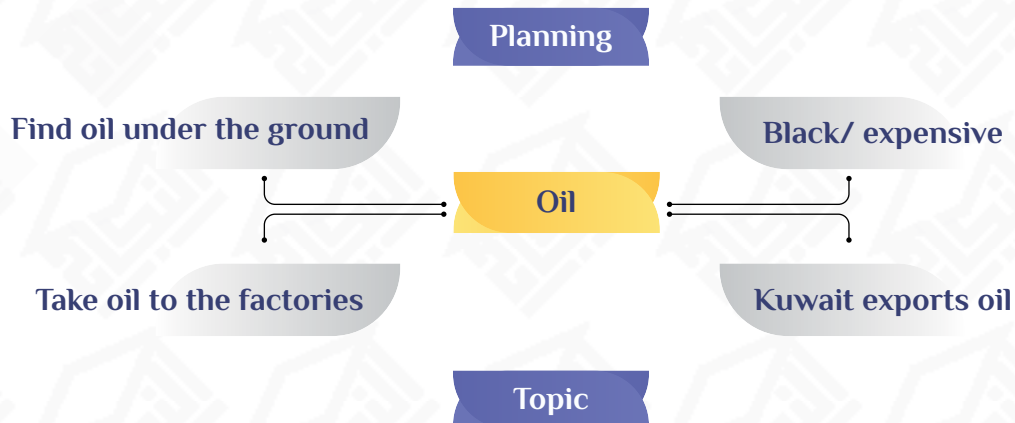 Planning
Find oil under the ground
Black/ expensive
Oil
Take oil to the factories
Kuwait exports oil
Topic